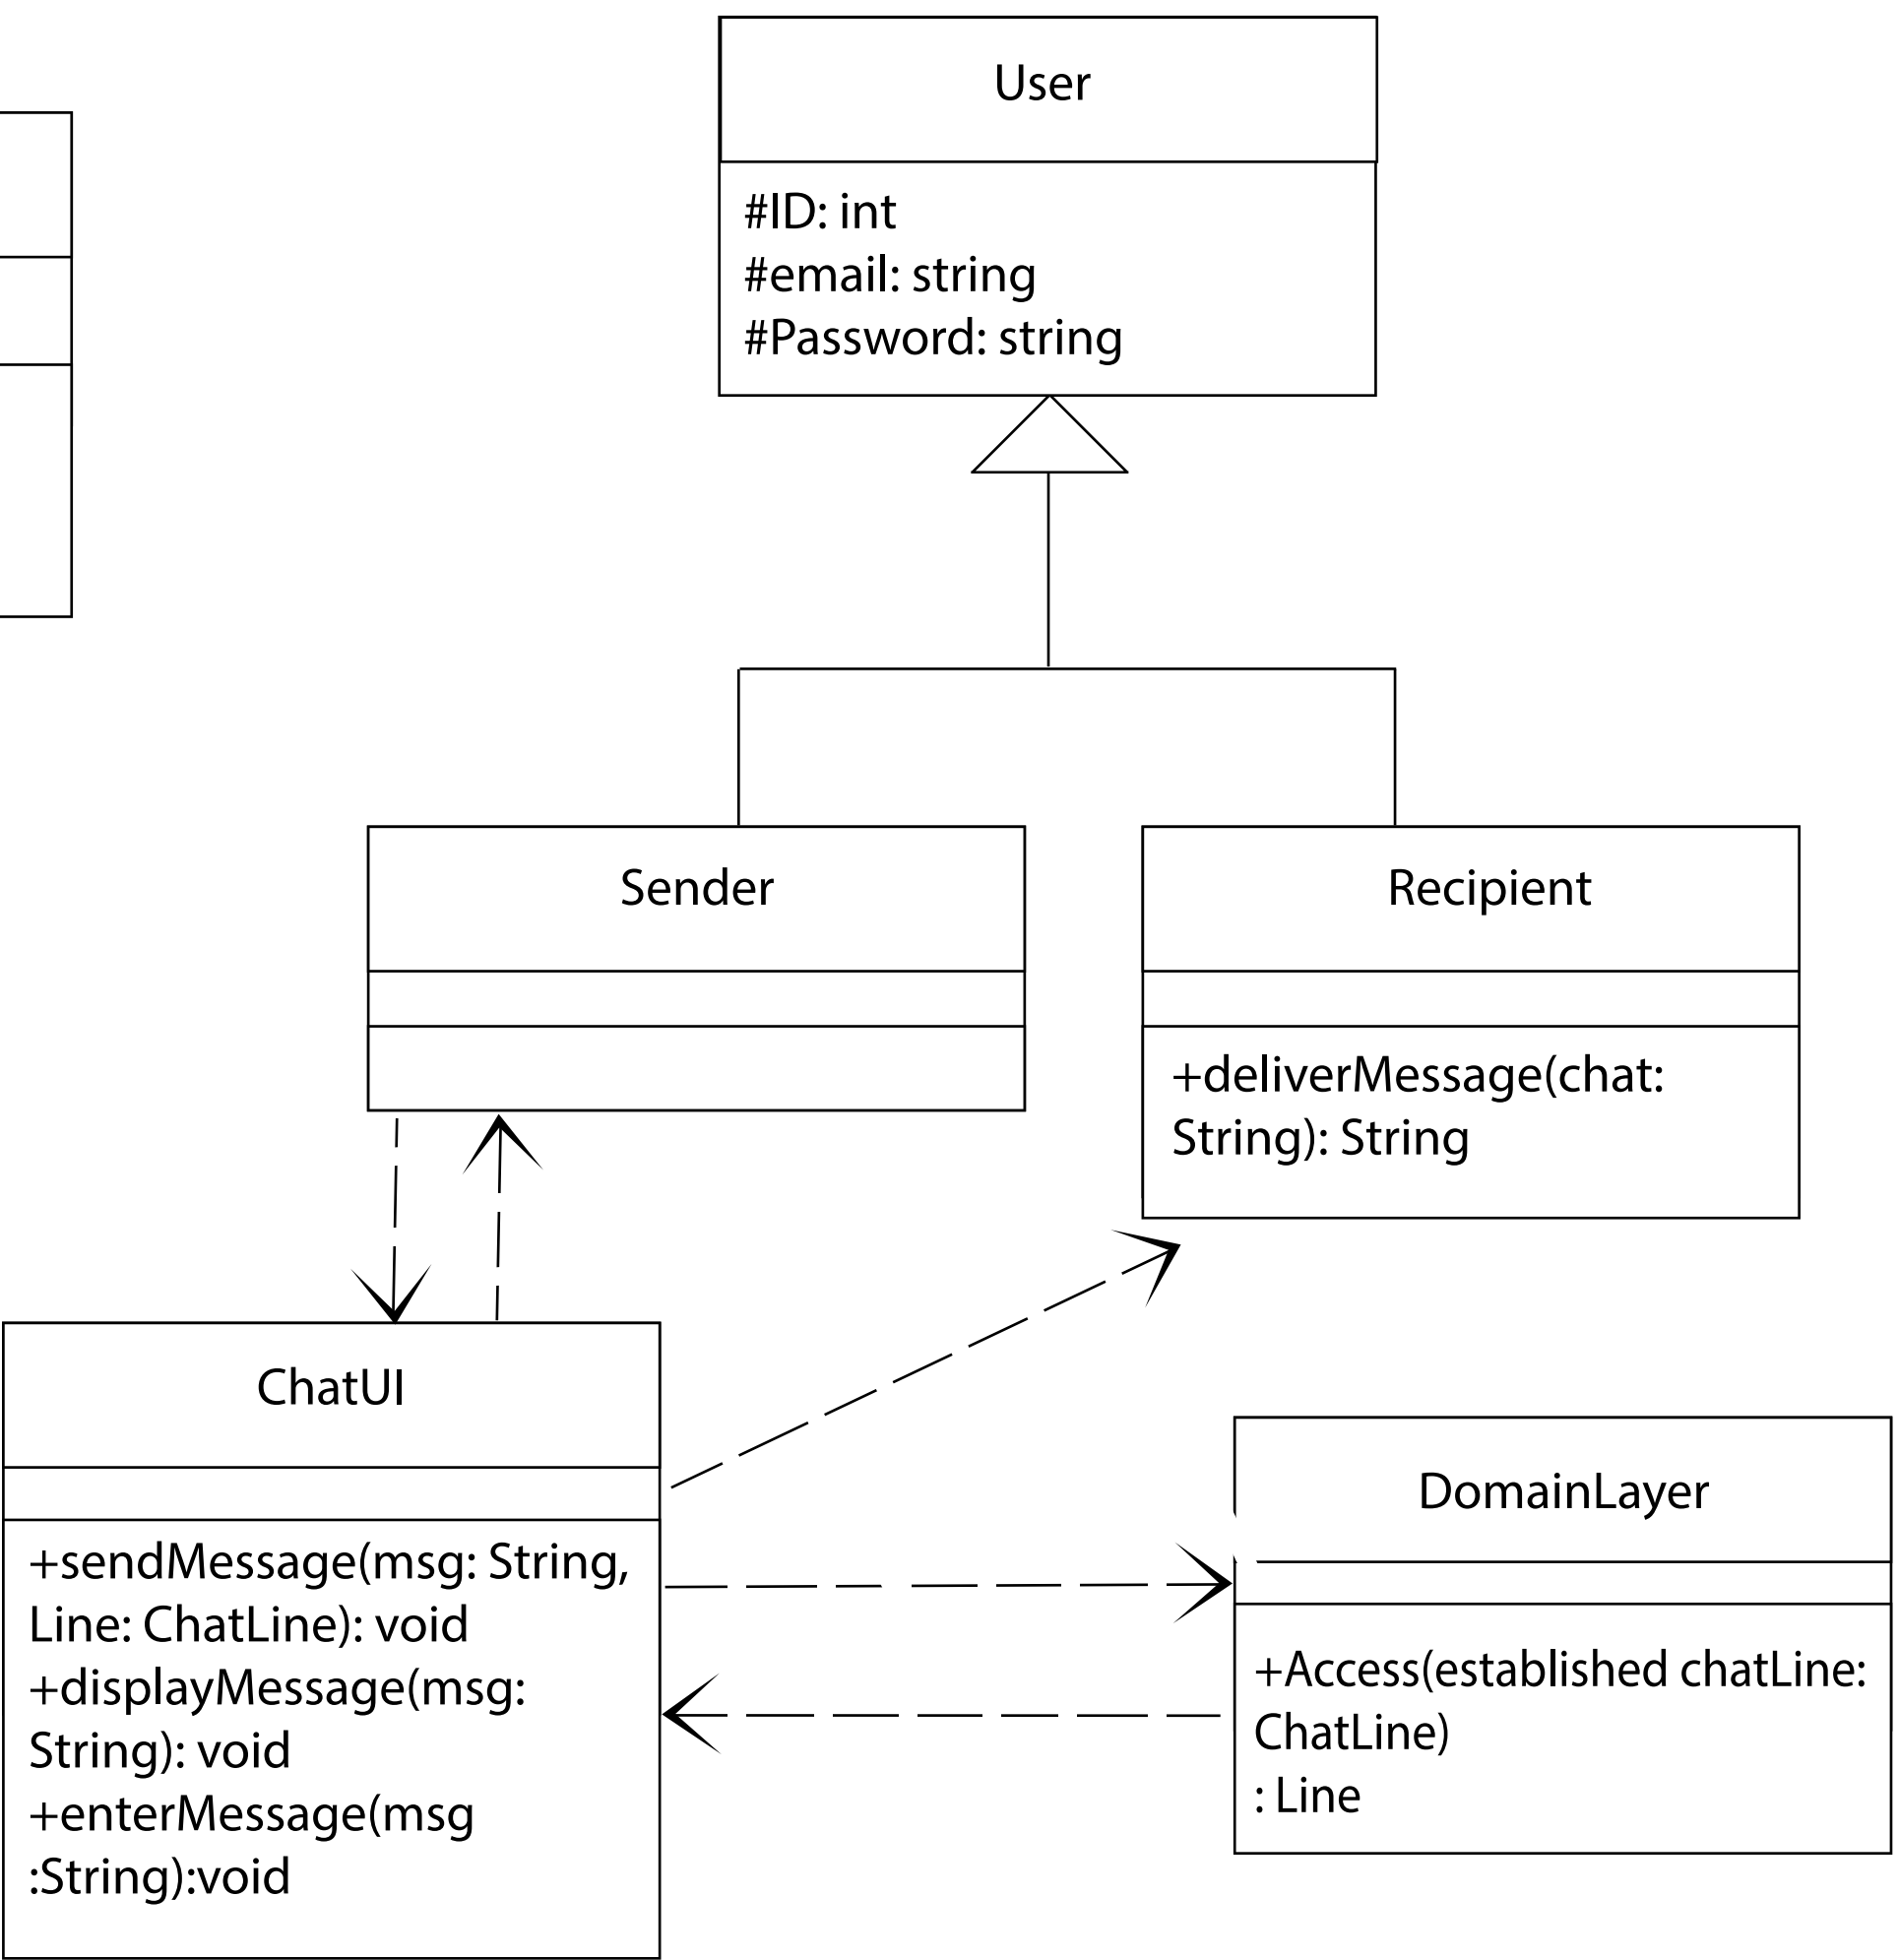 User
#ID: int
#email: string
#Password: string
Sender
Recipient
+deliverMessage(chat:
String): String
ChatUI
+sendMessage(msg: String,
Line: ChatLine): void
+displayMessage(msg:
String): void
+enterMessage(msg
:String):void
DomainLayer
+Access(established chatLine:
ChatLine)
: Line